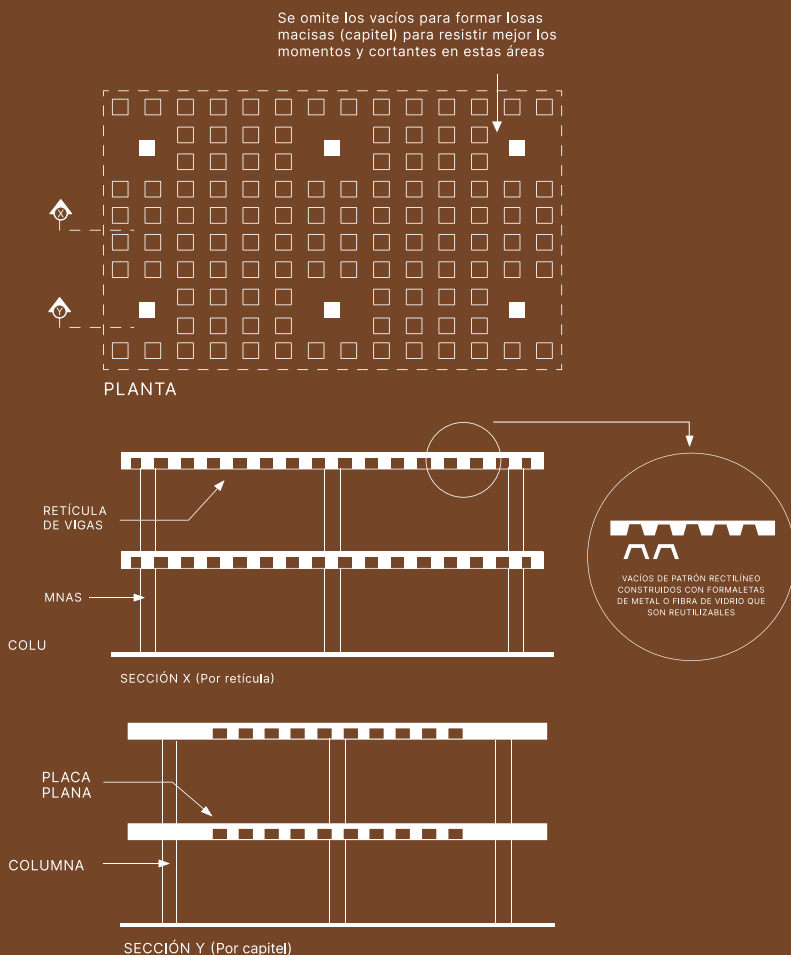 Se omite los vacíos para formar losas
macisas (capitel) para resistir mejor los
momentos y cortantes en estas áreas
X
Y
PLANTA
RETÍCULA
DE VIGAS
MNAS
COLU
VACÍOS DE PATRÓN RECTILÍNEO
CONSTRUIDOS CON FORMALETAS
DE METAL O FIBRA DE VIDRIO QUE
SON REUTILIZABLES
SECCIÓN X (Por retícula)
PLACA
PLANA
COLUMNA
SECCIÓN Y (Por capitel)